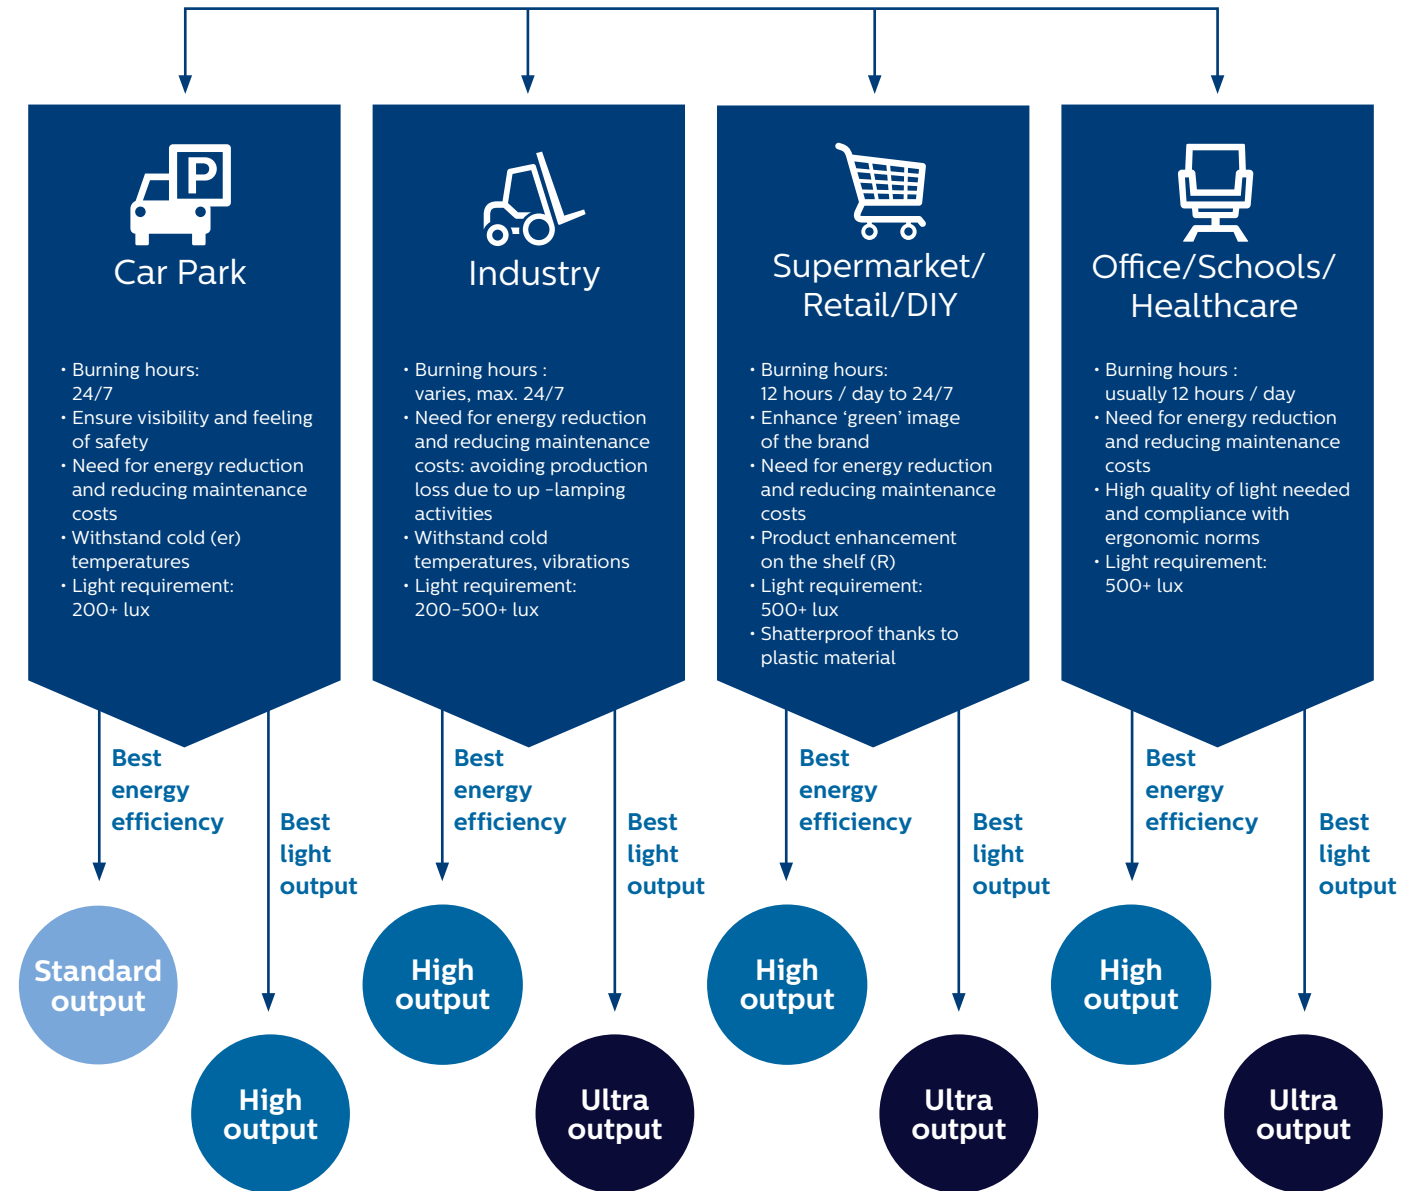 P
Car Park
• Burning hours:
24/7
• Ensure visibility and feeling
of safety
• Need for energy reduction
and reducing maintenance
costs
• Withstand cold (er)
temperatures
• Light requirement:
200+ lux
Best
energy
efficiency
Best
light
output
Standard
output
High
output
Industry
• Burning hours :
varies, max. 24/7
• Need for energy reduction
and reducing maintenance
costs: avoiding production
loss due to up -lamping
activities
• Withstand cold
temperatures, vibrations
• Light requirement:
200-500+ lux
Best
energy
efficiency
Best
light
output
High
output
Ultra
output
Supermarket/
Retail/DIY
• Burning hours:
12 hours / day to 24/7
• Enhance ‘green’ image
of the brand
• Need for energy reduction
and reducing maintenance
costs
• Product enhancement
on the shelf (R)
• Light requirement:
500+ lux
• Shatterproof thanks to
plastic material
Best
energy
efficiency
Best
light
output
High
output
Ultra
output
Office/Schools/
Healthcare
• Burning hours :
usually 12 hours / day
• Need for energy reduction
and reducing maintenance
costs
• High quality of light needed
and compliance with
ergonomic norms
• Light requirement:
500+ lux
Best
energy
efficiency
Best
light
output
High
output
Ultra
output